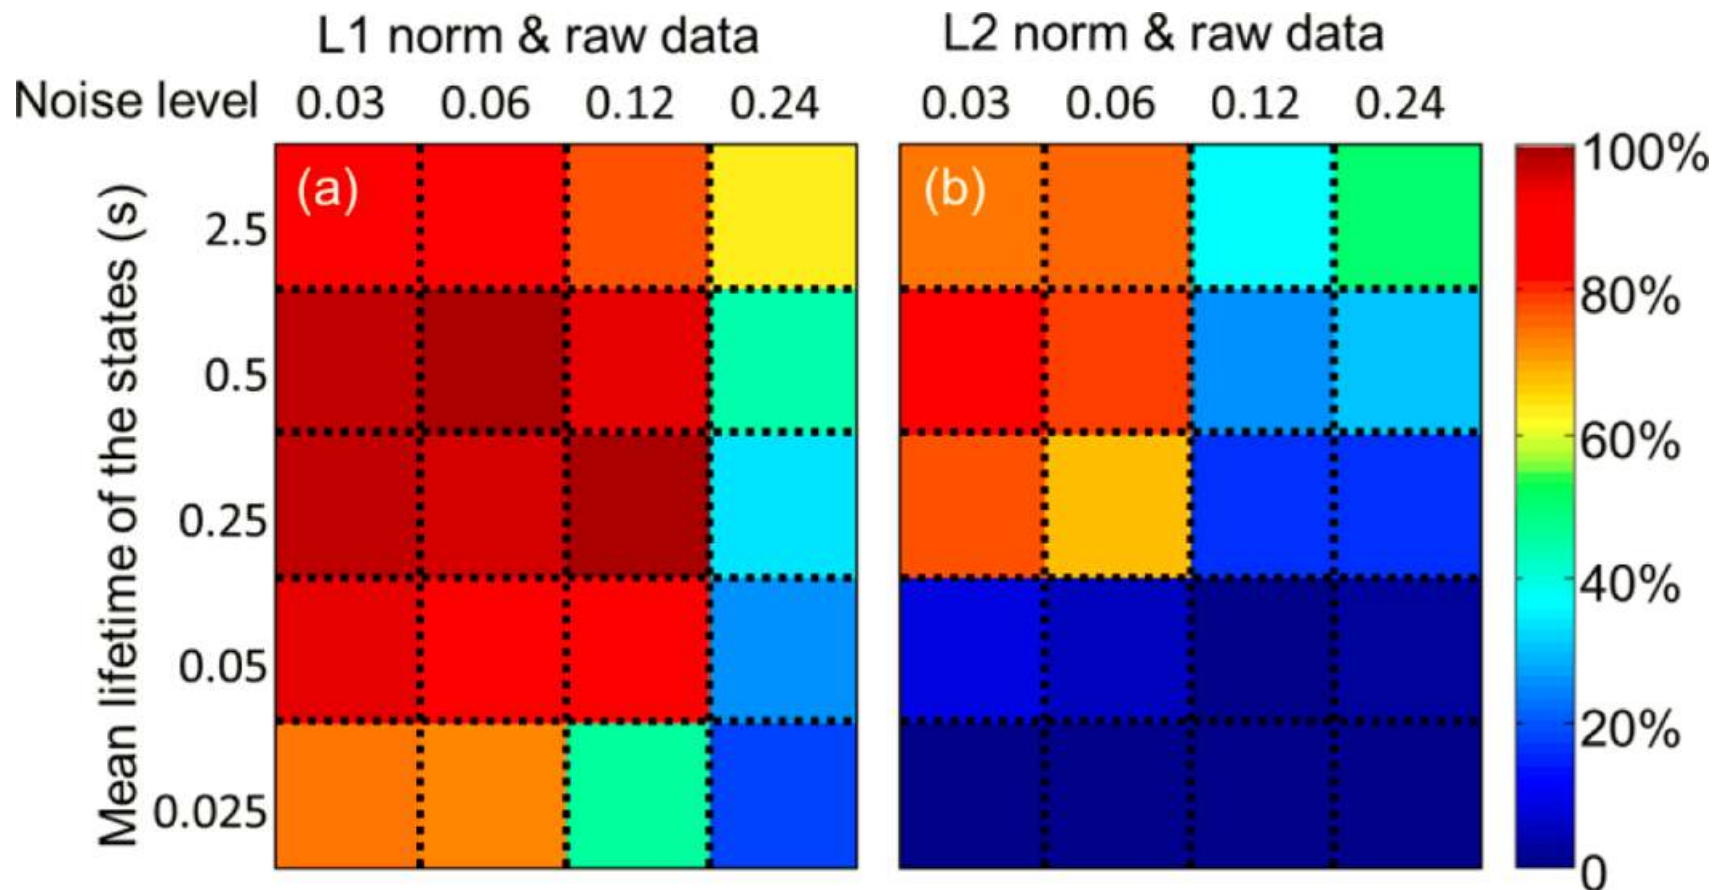 L1 norm & raw data L2 norm & raw data
Noise level 0.03 0.06 0.12 0.24 0.03 0.06 0.12 0.24
Mean lifetime of the states (s)
2.5
0.5
0.25
0.05
0.025
(a)
(b)
100%
80%
60%
40%
20%
0